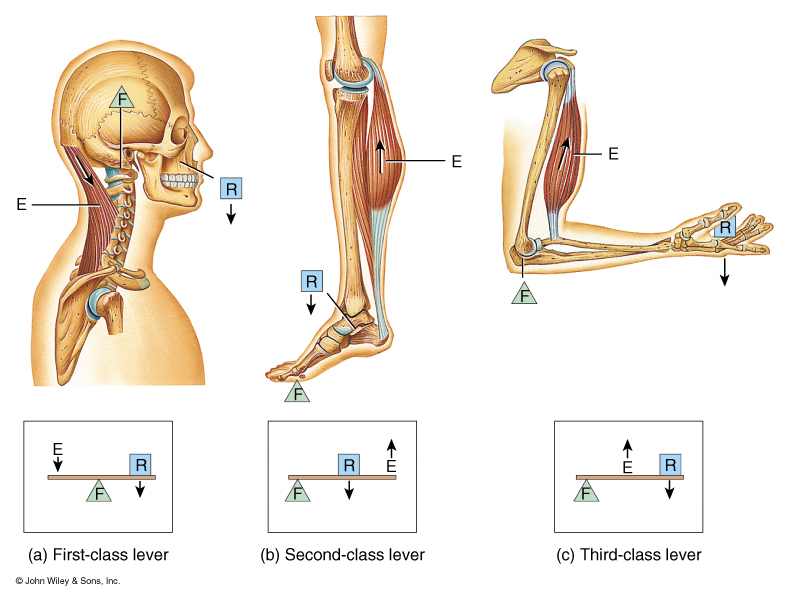 F
E
R
E
R
F
E
R
F
E
R
F
R
E
F
E
R
F
(a) First-class lever
(b) Second-class lever
(c) Third-class lever
© John Wiley & Sons, Inc.